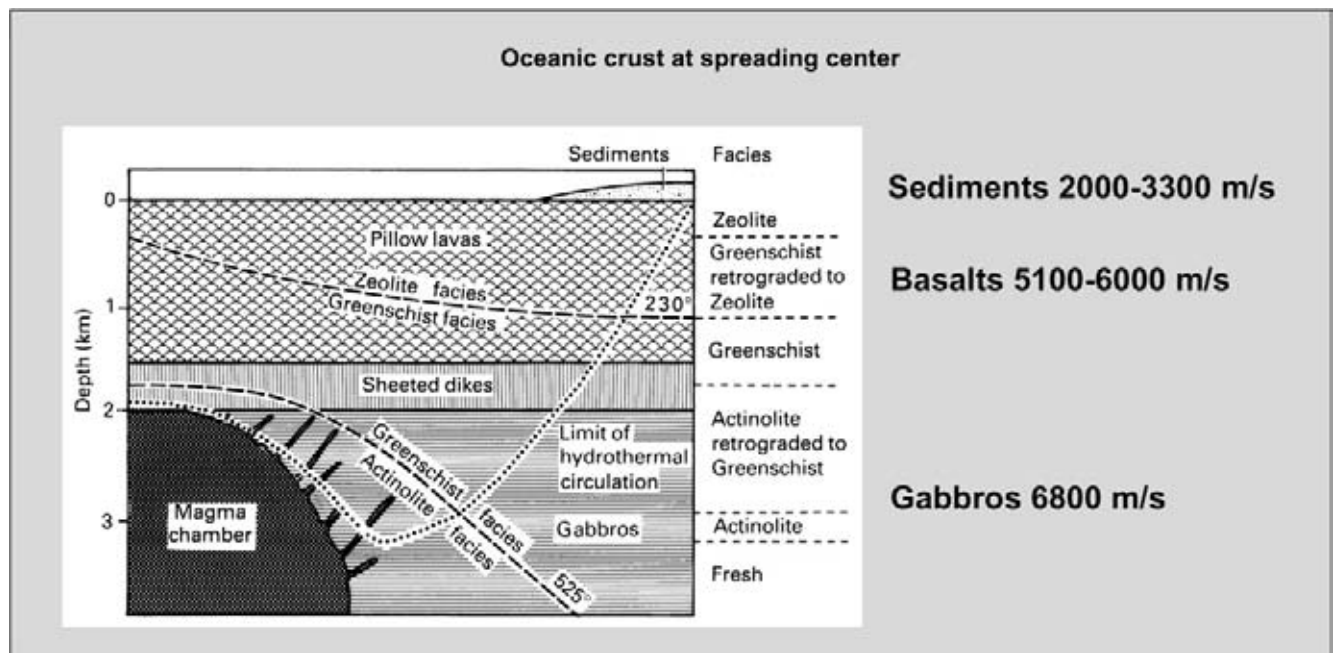 Oceanic crust at spreading center
Sediments
Facies
Sediments 2000-3300 m/s
0
Zeolite
Pillow lavas
Greenschist
retrograded to
Zeolite
Basalts 5100-6000 m/s
Zeolite facies
Greenschist facies
230°
1
Greenschist
Depth (km)
Sheeted dikes
2
Actinolite
retrograded to
Greenschist
Greenschist facies
Actinolite facies
Limit of
hydrothermal
circulation
Gabbros 6800 m/s
Magma
chamber
3
Gabbros
Actinolite
Fresh
525°